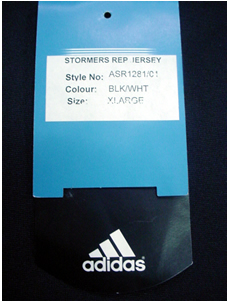 STORMERS REP JERSEY
Style No: ASR1281/01
Colour: BLK/WHT
Size: XLARGE
adidas